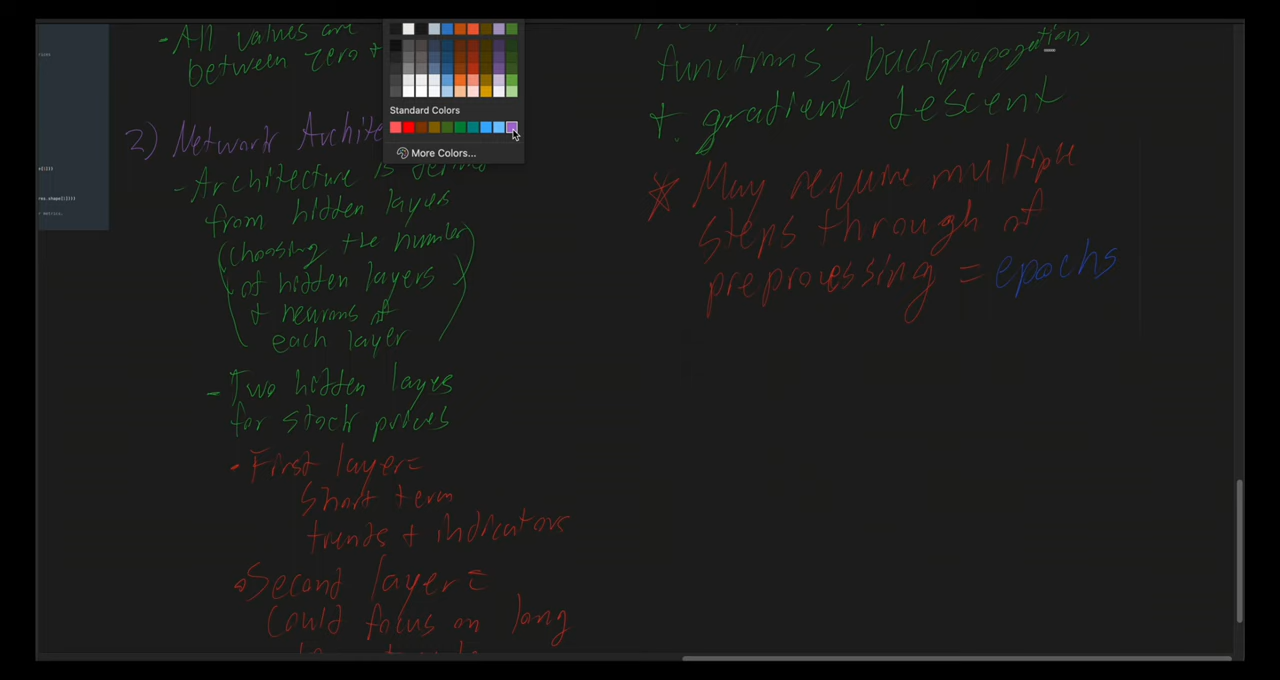 - All values are
between zero +
2) Network Archite
- Architecture is
from hidden layers
(choosing the number
of hidden layers
+ neurons at
each layer
- Two hidden layers
for stock prices
- First layer=
short term
trends + indicators
Second layer=
could focus on long
Standard Colors
More Colors...
functions, backpropagation,
+ gradient descent
* May require multiple
steps through of
preprocessing = epochs